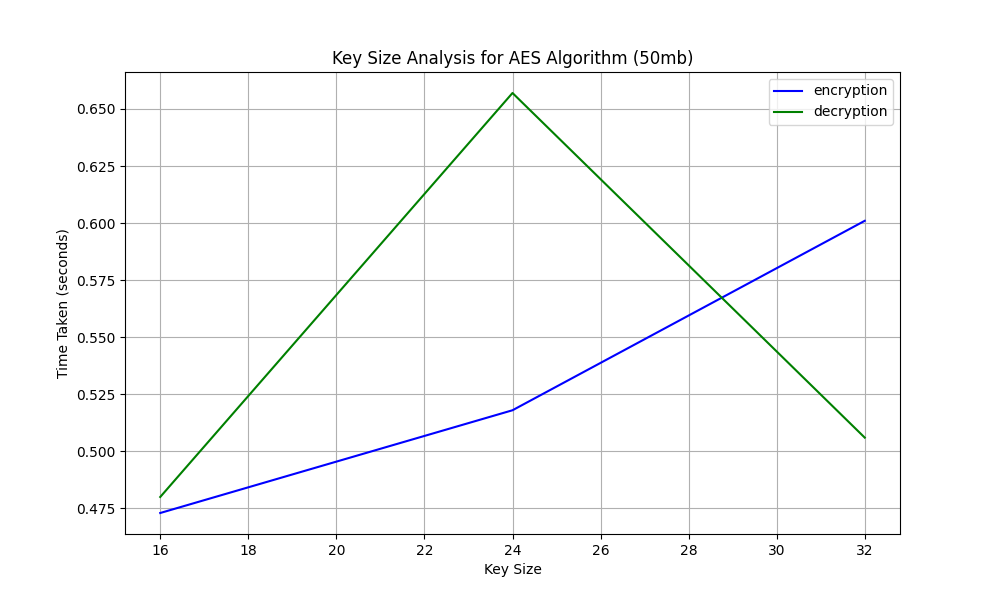 Key Size Analysis for AES Algorithm (50mb)
encryption
decryption
Time Taken (seconds)
0.650
0.625
0.600
0.575
0.550
0.525
0.500
0.475
16 18 20 22 24 26 28 30 32
Key Size